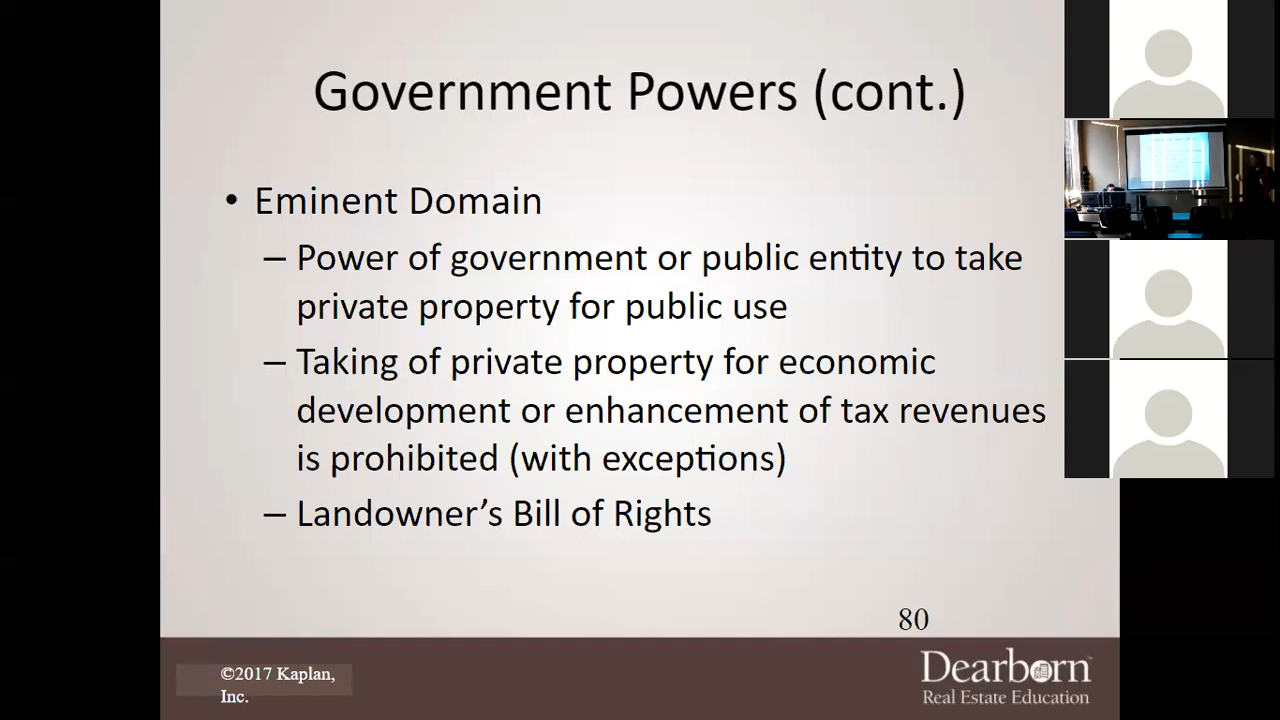 Government Powers (cont.)
• Eminent Domain
– Power of government or public entity to take
private property for public use
– Taking of private property for economic
development or enhancement of tax revenues
is prohibited (with exceptions)
– Landowner’s Bill of Rights
80
©2017 Kaplan,
Inc.
Dearborn
Real Estate Education